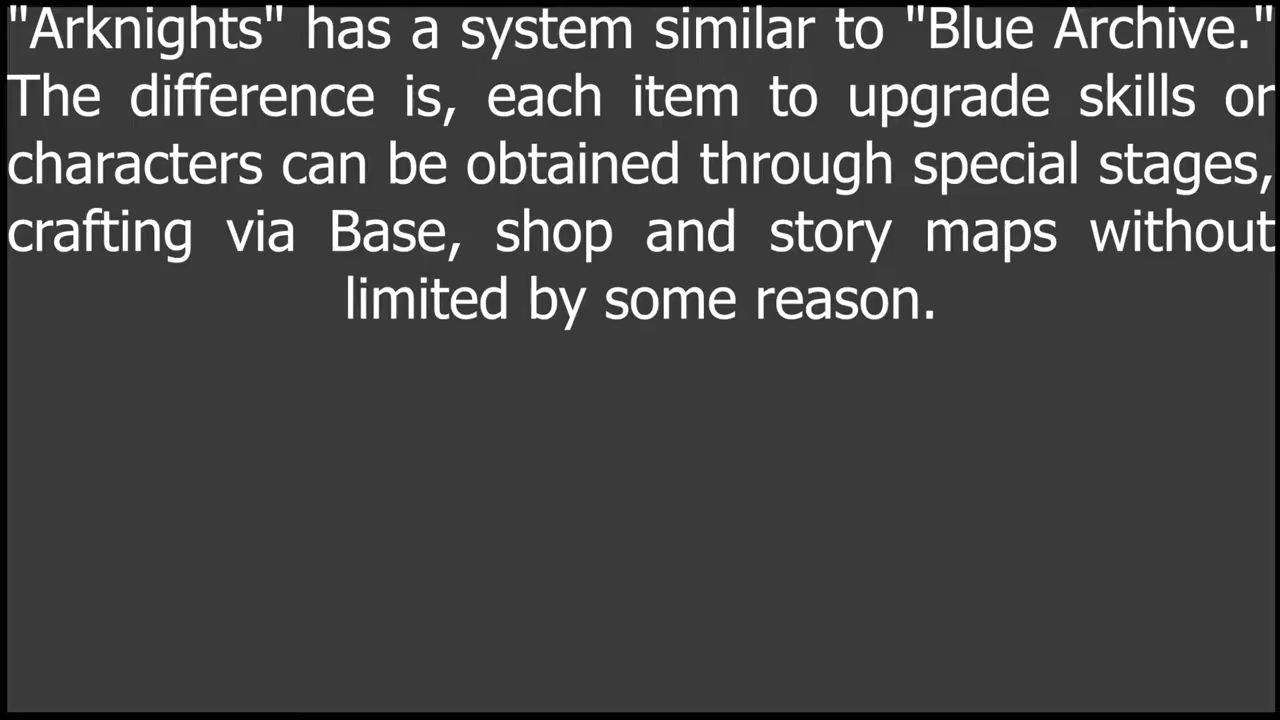 "Arknights" has a system similar to "Blue Archive."
The difference is, each item to upgrade skills or
characters can be obtained through special stages,
crafting via Base, shop and story maps without
limited by some reason.